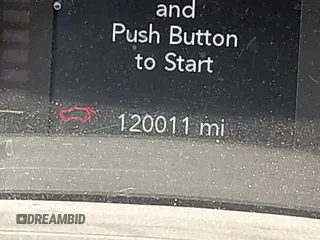 and
Push Button
to Start
120011 mi
DREAMBID